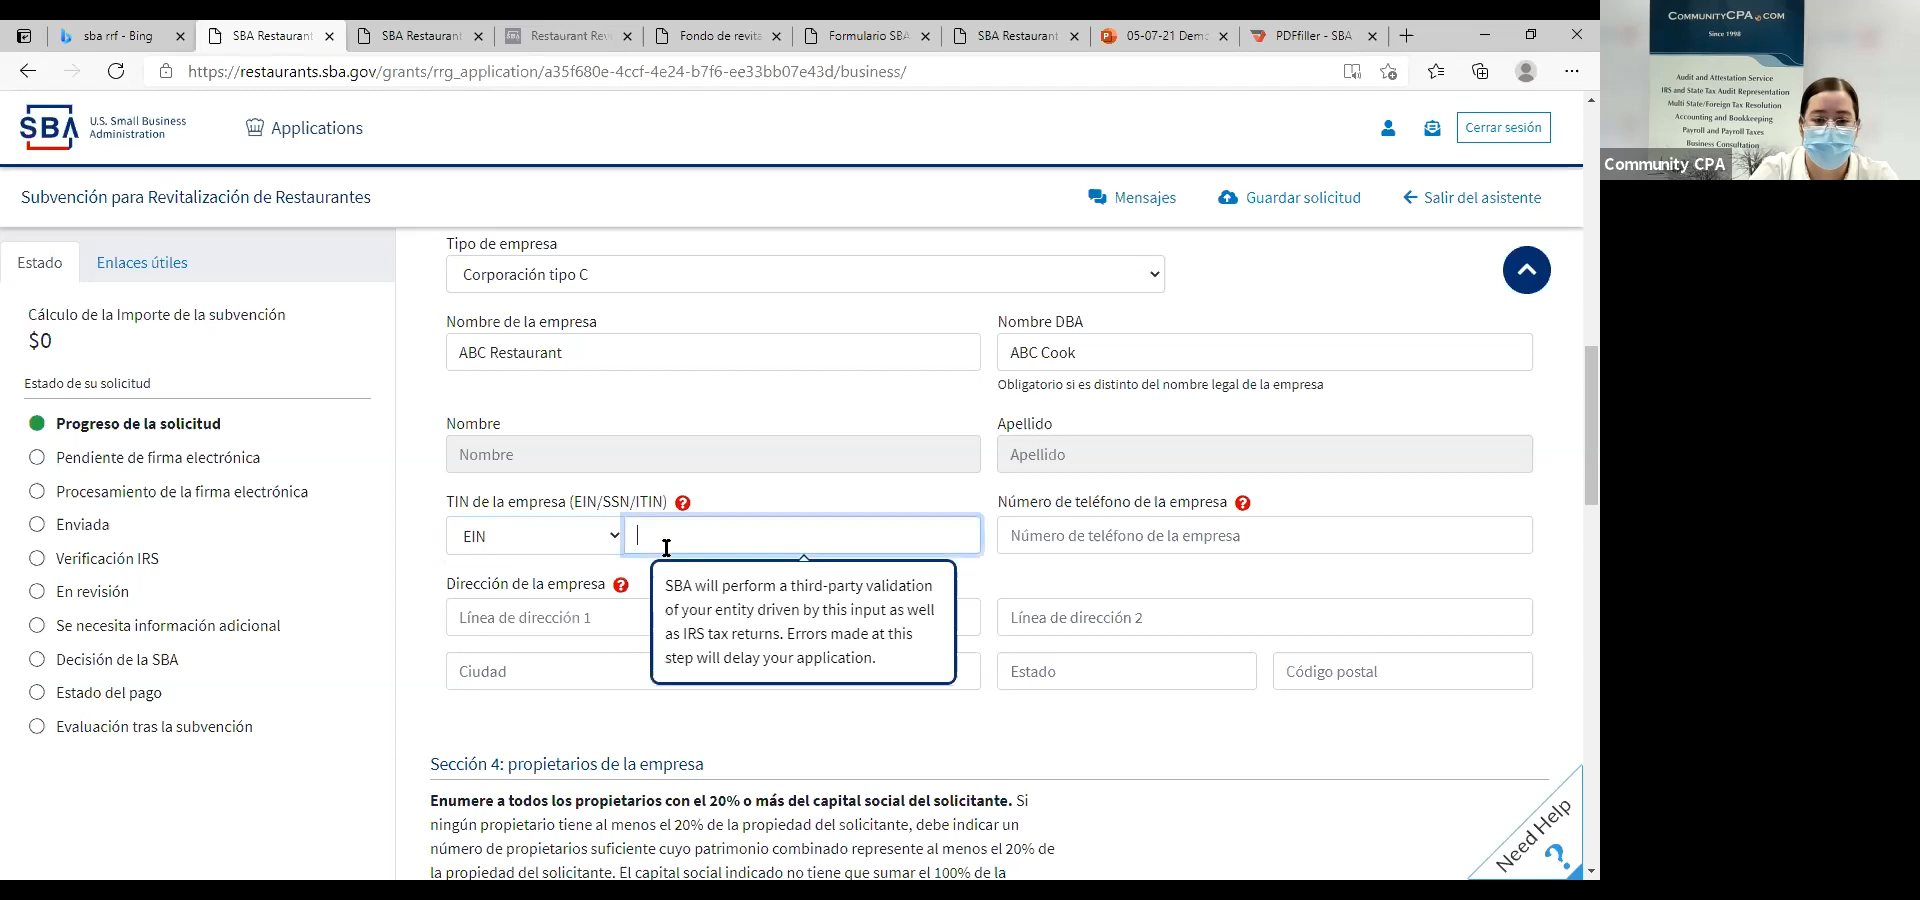 sba rrf - Bing
SBA Restaurant
SBA Restaurant
Restaurant Rev
Fondo de revita
Formulario SBA
SBA Restaurant
05-07-21 Demo
PDFfiller - SBA
https://restaurants.sba.gov/grants/rrg_application/a35f680e-4ccf-4e24-b7f6-ee33bb07e43d/business/
SBA
U.S. Small Business
Administration
Applications
Cerrar sesión
Subvención para Revitalización de Restaurantes
Mensajes
Guardar solicitud
Salir del asistente
Estado
Enlaces útiles
Cálculo de la Importe de la subvención
$0
Estado de su solicitud
Progreso de la solicitud
Pendiente de firma electrónica
Procesamiento de la firma electrónica
Enviada
Verificación IRS
En revisión
Se necesita información adicional
Decisión de la SBA
Estado del pago
Evaluación tras la subvención
Tipo de empresa
Corporación tipo C
Nombre de la empresa
Nombre DBA
ABC Restaurant
ABC Cook
Obligatorio si es distinto del nombre legal de la empresa
Nombre
Apellido
Nombre
Apellido
TIN de la empresa (EIN/SSN/ITIN)
Número de teléfono de la empresa
EIN
Número de teléfono de la empresa
SBA will perform a third-party validation
of your entity driven by this input as well
as IRS tax returns. Errors made at this
step will delay your application.
Dirección de la empresa
Línea de dirección 1
Línea de dirección 2
Ciudad
Estado
Código postal
Sección 4: propietarios de la empresa
Enumere a todos los propietarios con el 20% o más del capital social del solicitante. Si
ningún propietario tiene al menos el 20% de la propiedad del solicitante, debe indicar un
número de propietarios suficiente cuyo patrimonio combinado represente al menos el 20% de
la propiedad del solicitante. El capital social indicado no tiene que sumar el 100% de la
Need Help
?
COMMUNITYCPA.COM
Since 1998
Audit and Attestation Service
IRS and State Tax Audit Representation
Multi State/Foreign Tax Resolution
Accounting and Bookkeeping
Payroll and Payroll Taxes
Business Consultation
Community CPA